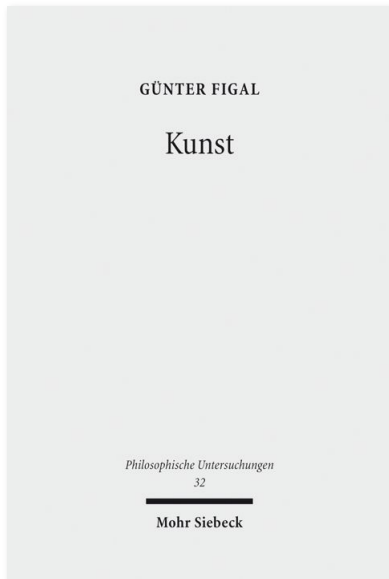 GÜNTER FIGAL
Kunst
Philosophische Untersuchungen
32
Mohr Siebeck